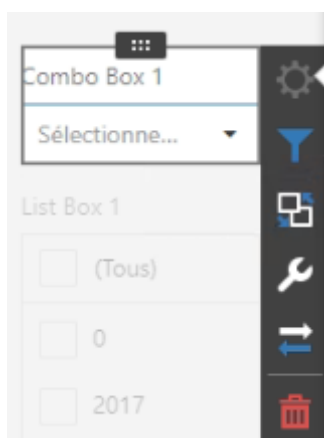 Combo Box 1
Sélectionne...
List Box 1
(Tous)
0
2017